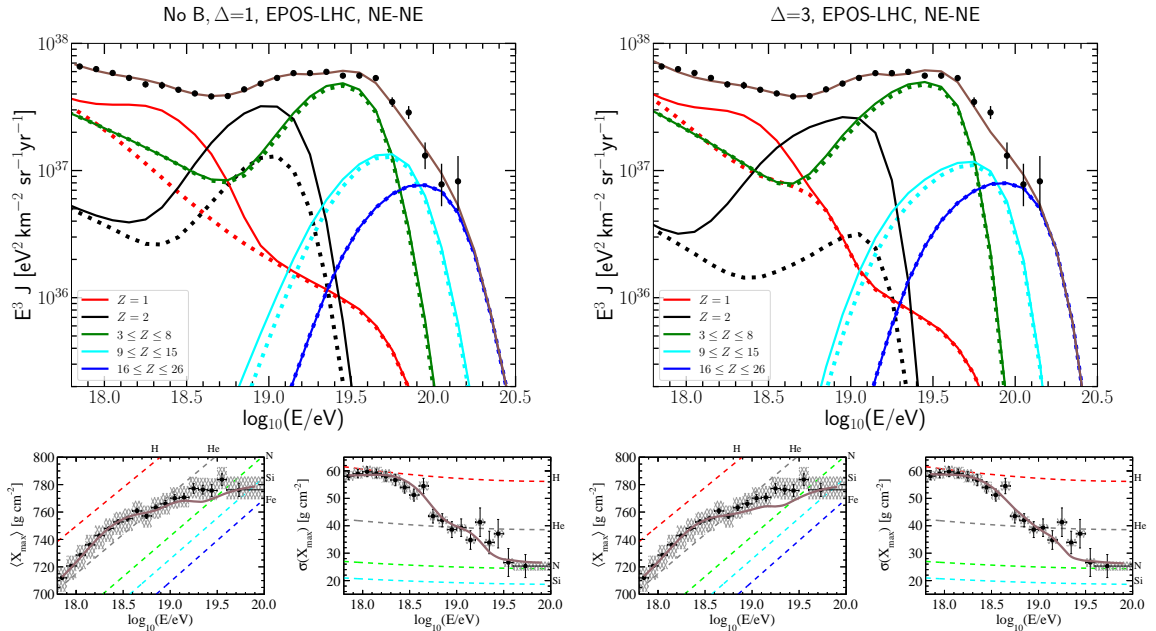 No B, Δ=1, EPOS-LHC, NE-NE
10^38
10^37
10^36
E^3 J [eV^2 km^-2 sr^-1 yr^-1]
Z = 1
Z = 2
3 ≤ Z ≤ 8
9 ≤ Z ≤ 15
16 ≤ Z ≤ 26
18.0 18.5 19.0 19.5 20.0 20.5
log10(E/eV)
Δ=3, EPOS-LHC, NE-NE
10^38
10^37
10^36
E^3 J [eV^2 km^-2 sr^-1 yr^-1]
Z = 1
Z = 2
3 ≤ Z ≤ 8
9 ≤ Z ≤ 15
16 ≤ Z ≤ 26
18.0 18.5 19.0 19.5 20.0 20.5
log10(E/eV)
H He N
Si
Fe
800
780
760
740
720
700
⟨Xmax⟩ [g cm^-2]
18.0 18.5 19.0 19.5 20.0
log10(E/eV)
60
50
40
30
20
σ(Xmax) [g cm^-2]
H
He
N
Si
18.0 18.5 19.0 19.5 20.0
log10(E/eV)
H He N
Si
Fe
800
780
760
740
720
700
⟨Xmax⟩ [g cm^-2]
18.0 18.5 19.0 19.5 20.0
log10(E/eV)
60
50
40
30
20
σ(Xmax) [g cm^-2]
H
He
N
Si
18.0 18.5 19.0 19.5 20.0
log10(E/eV)